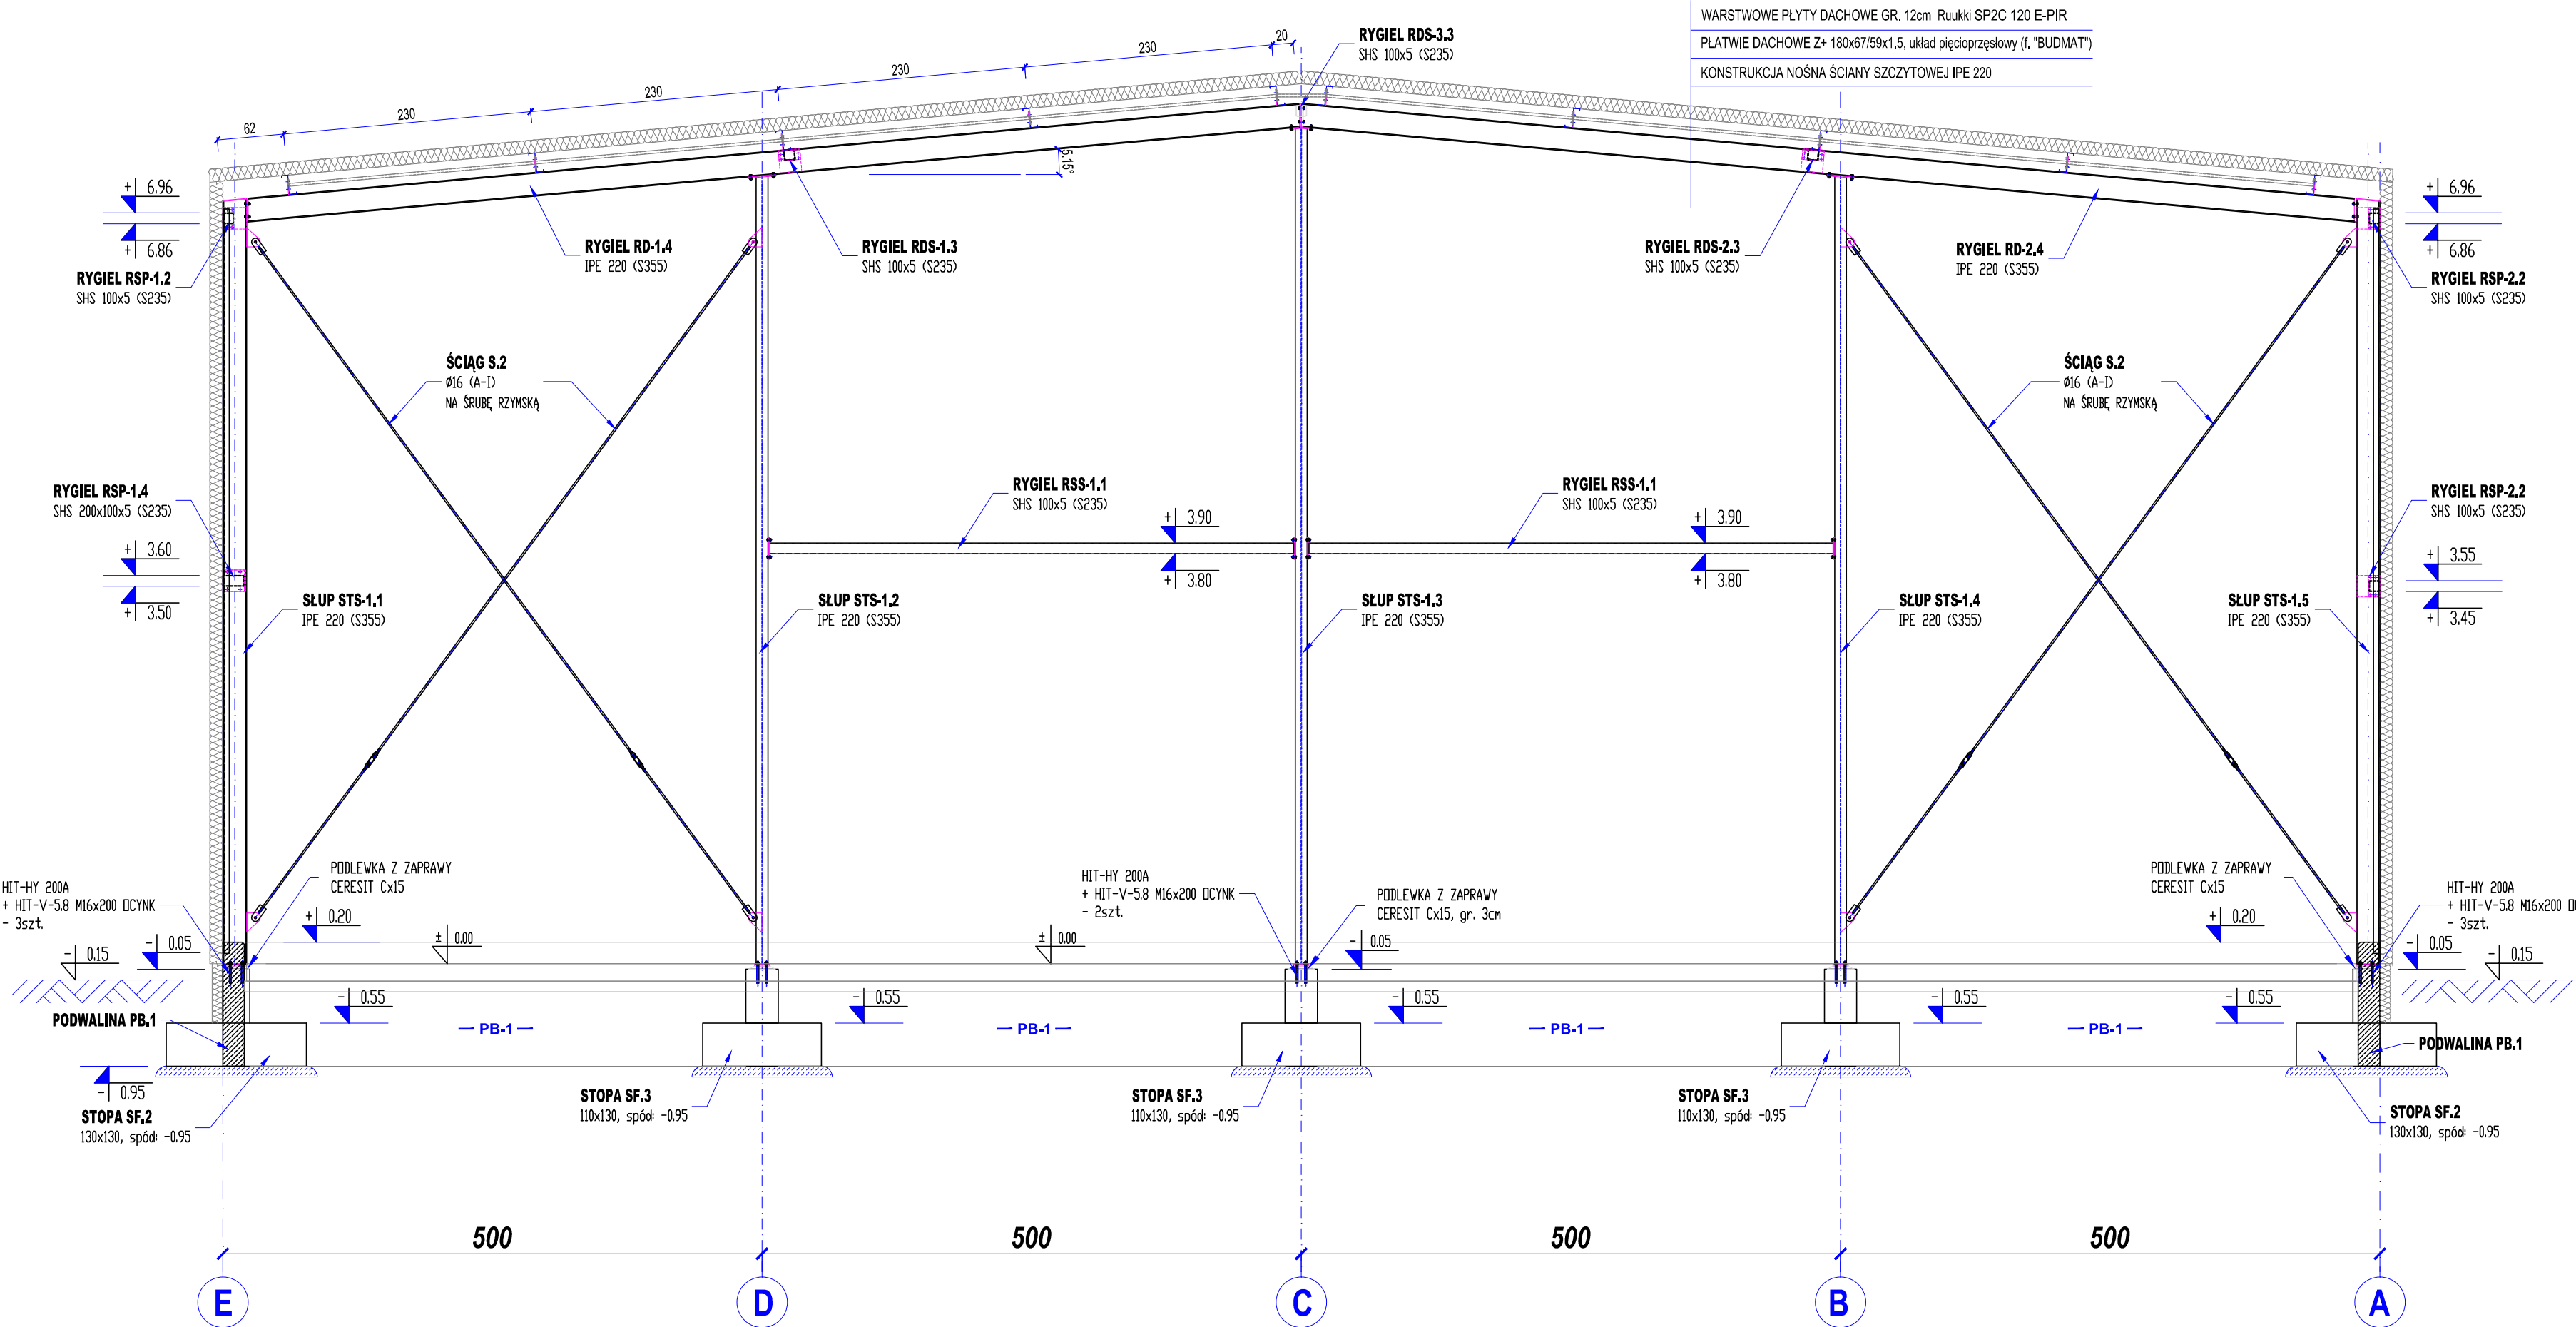 WARSTWOWE PŁYTY DACHOWE GR. 12cm Ruukki SP2C 120 E-PIR
PŁATWIE DACHOWE Z+ 180x67/59x1,5, układ pięcioprzęsłowy (f. "BUDMAT")
KONSTRUKCJA NOŚNA ŚCIANY SZCZYTOWEJ IPE 220
RYGIEL RDS-3.3
SHS 100x5 (S235)
20
230
230
230
230
62
5.15°
+ 6.96
+ 6.86
RYGIEL RSP-1.2
SHS 100x5 (S235)
RYGIEL RD-1.4
IPE 220 (S355)
RYGIEL RDS-1.3
SHS 100x5 (S235)
RYGIEL RDS-2.3
SHS 100x5 (S235)
RYGIEL RD-2.4
IPE 220 (S355)
+ 6.96
+ 6.86
RYGIEL RSP-2.2
SHS 100x5 (S235)
ŚCIĄG S.2
Ø16 (A-I)
NA ŚRUBĘ RZYMSKĄ
ŚCIĄG S.2
Ø16 (A-I)
NA ŚRUBĘ RZYMSKĄ
RYGIEL RSP-1.4
SHS 200x100x5 (S235)
+ 3.60
+ 3.50
RYGIEL RSS-1.1
SHS 100x5 (S235)
+ 3.90
+ 3.80
RYGIEL RSS-1.1
SHS 100x5 (S235)
+ 3.90
+ 3.80
RYGIEL RSP-2.2
SHS 100x5 (S235)
+ 3.55
+ 3.45
SŁUP STS-1.1
IPE 220 (S355)
SŁUP STS-1.2
IPE 220 (S355)
SŁUP STS-1.3
IPE 220 (S355)
SŁUP STS-1.4
IPE 220 (S355)
SŁUP STS-1.5
IPE 220 (S355)
HIT-HY 200A
+ HIT-V-5.8 M16x200 OCYNK
- 3szt.
PODLEWKA Z ZAPRAWY
CERESIT Cx15
HIT-HY 200A
+ HIT-V-5.8 M16x200 OCYNK
- 2szt.
PODLEWKA Z ZAPRAWY
CERESIT Cx15, gr. 3cm
PODLEWKA Z ZAPRAWY
CERESIT Cx15
HIT-HY 200A
+ HIT-V-5.8 M16x200
- 3szt.
- 0.15
- 0.05
+ 0.20
± 0.00
± 0.00
- 0.05
+ 0.20
- 0.05
- 0.15
- 0.55
- 0.55
- 0.55
- 0.55
- 0.55
PODWALINA PB.1
PB-1
PB-1
PB-1
PB-1
PODWALINA PB.1
- 0.95
STOPA SF.2
130x130, spód: -0.95
STOPA SF.3
110x130, spód: -0.95
STOPA SF.3
110x130, spód: -0.95
STOPA SF.3
110x130, spód: -0.95
STOPA SF.2
130x130, spód: -0.95
500
500
500
500
E
D
C
B
A